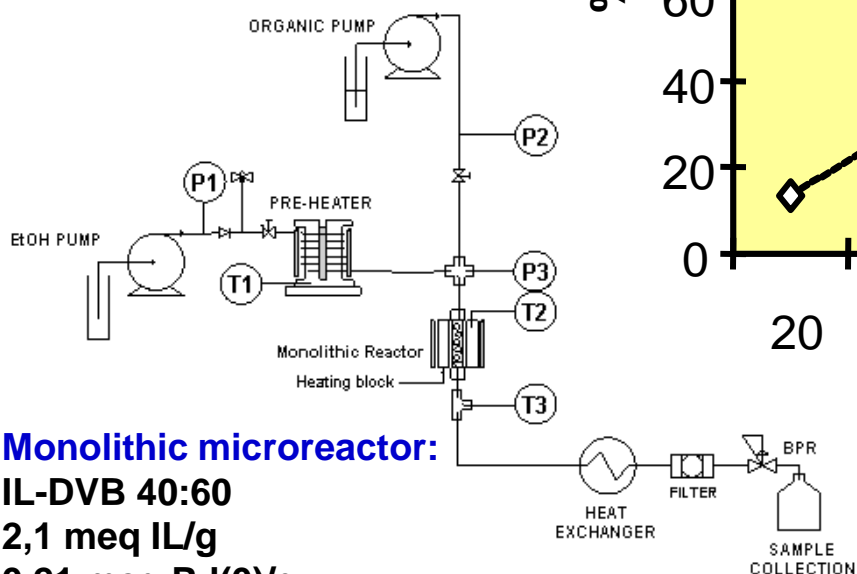 ORGANIC PUMP
60
40
20
0
20
P2
P1
PRE-HEATER
EtOH PUMP
T1
P3
T2
Monolithic Reactor
Heating block
T3
Monolithic microreactor:
IL-DVB 40:60
2,1 meq IL/g
BPR
FILTER
HEAT
EXCHANGER
SAMPLE
COLLECTION